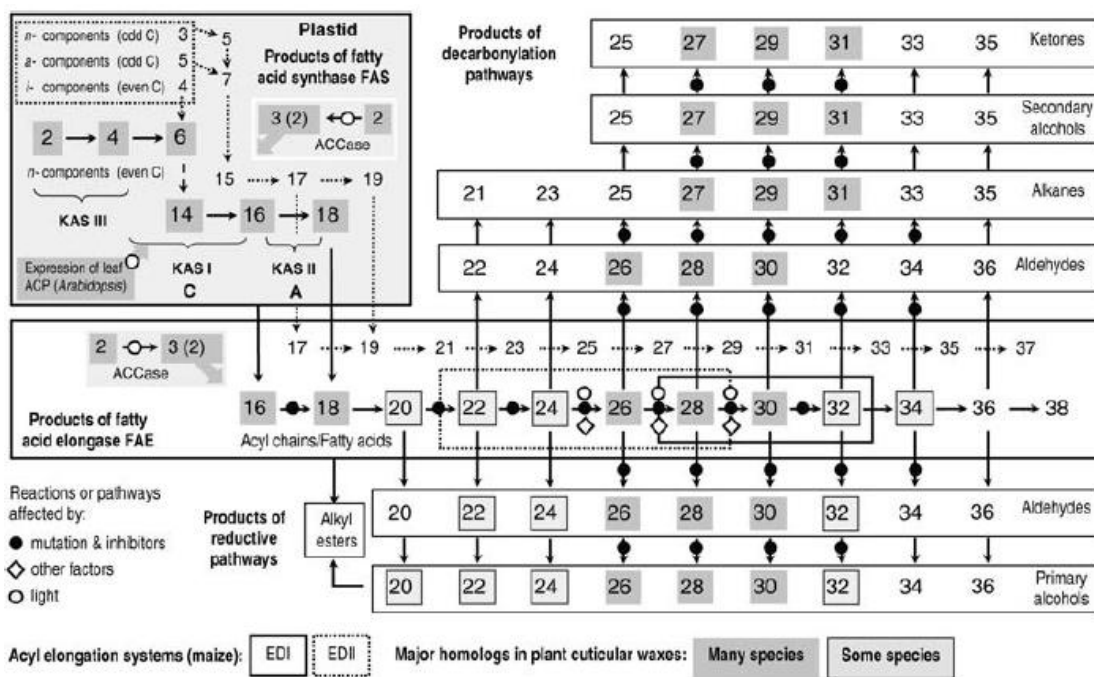 n- components (odd C) 3 5
a- components (odd C) 5 7
i- components (even C) 4
Plastid
Products of fatty
acid synthase FAS
3 (2) 2
ACCase
2 4 6
n- components (even C)
15 17 19
KAS III
14 16 18
Expression of leaf
ACP (Arabidopsis)
KAS I
KAS II
C
A
Products of
decarbonylation
pathways
25 27 29 31 33 35 Ketones
25 27 29 31 33 35 Secondary
alcohols
21 23 25 27 29 31 33 35 Alkanes
22 24 26 28 30 32 34 36 Aldehydes
2 3 (2)
ACCase
17 19 21 23 25 27 29 31 33 35 37
16 18 20 22 24 26 28 30 32 34 36 38
Products of fatty
acid elongase FAE
Acyl chains/Fatty acids
Reactions or pathways
affected by:
mutation & inhibitors
other factors
light
Products of
reductive
pathways
Alkyl
esters
20 22 24 26 28 30 32 34 36 Aldehydes
20 22 24 26 28 30 32 34 36 Primary
alcohols
Acyl elongation systems (maize): EDI EDII
Major homologs in plant cuticular waxes: Many species Some species